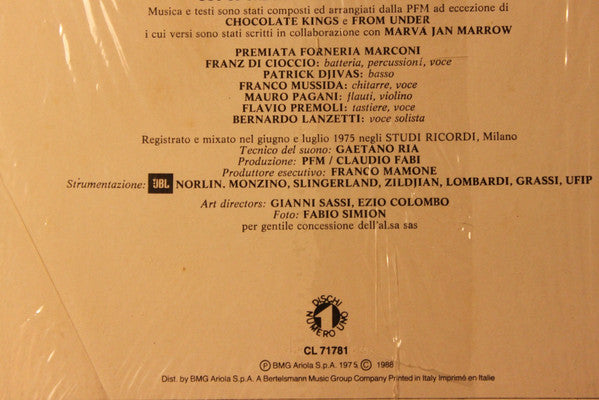 Musica e testi sono stati composti ed arrangiati dalla PFM ad eccezione di
CHOCOLATE KINGS e FROM UNDER
i cui versi sono stati scritti in collaborazione con MARVA JAN MARROW
PREMIATA FORNERIA MARCONI
FRANZ DI CIOCCIO: batteria, percussioni, voce
PATRICK DJIVAS: basso
FRANCO MUSSIDA: chitarre, voce
MAURO PAGANI: flauti, violino
FLAVIO PREMOLI: tastiere, voce
BERNARDO LANZETTI: voce solista
Registrato e mixato nel giugno e luglio 1975 negli STUDI RICORDI, Milano
Tecnico del suono: GAETANO RIA
Produzione: PFM / CLAUDIO FABI
Produttore esecutivo: FRANCO MAMONE
Strumentazione: JBL NORLIN, MONZINO, SLINGERLAND, ZILDJIAN, LOMBARDI, GRASSI, UFIP
Art directors: GIANNI SASSI, EZIO COLOMBO
Foto: FABIO SIMION
per gentile concessione dell'al.sa sas
DISCHI
1
NUMERO UNO
CL 71781
Ⓟ BMG Ariola S.p.A. 1975 Ⓒ 1988
Dist. by BMG Ariola S.p.A. A Bertelsmann Music Group Company Printed in Italy Imprimé en Italie